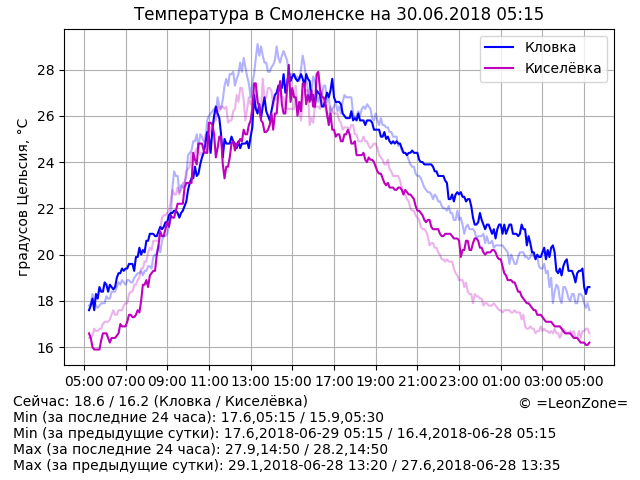 Температура в Смоленске на 30.06.2018 05:15
Кловка
Киселёвка
градусов Цельсия, °C
28
26
24
22
20
18
16
05:00 07:00 09:00 11:00 13:00 15:00 17:00 19:00 21:00 23:00 01:00 03:00 05:00
Сейчас: 18.6 / 16.2 (Кловка / Киселёвка)
© =LeonZone=
Min (за последние 24 часа): 17.6,05:15 / 15.9,05:30
Min (за предыдущие сутки): 17.6,2018-06-29 05:15 / 16.4,2018-06-28 05:15
Max (за последние 24 часа): 27.9,14:50 / 28.2,14:50
Max (за предыдущие сутки): 29.1,2018-06-28 13:20 / 27.6,2018-06-28 13:35